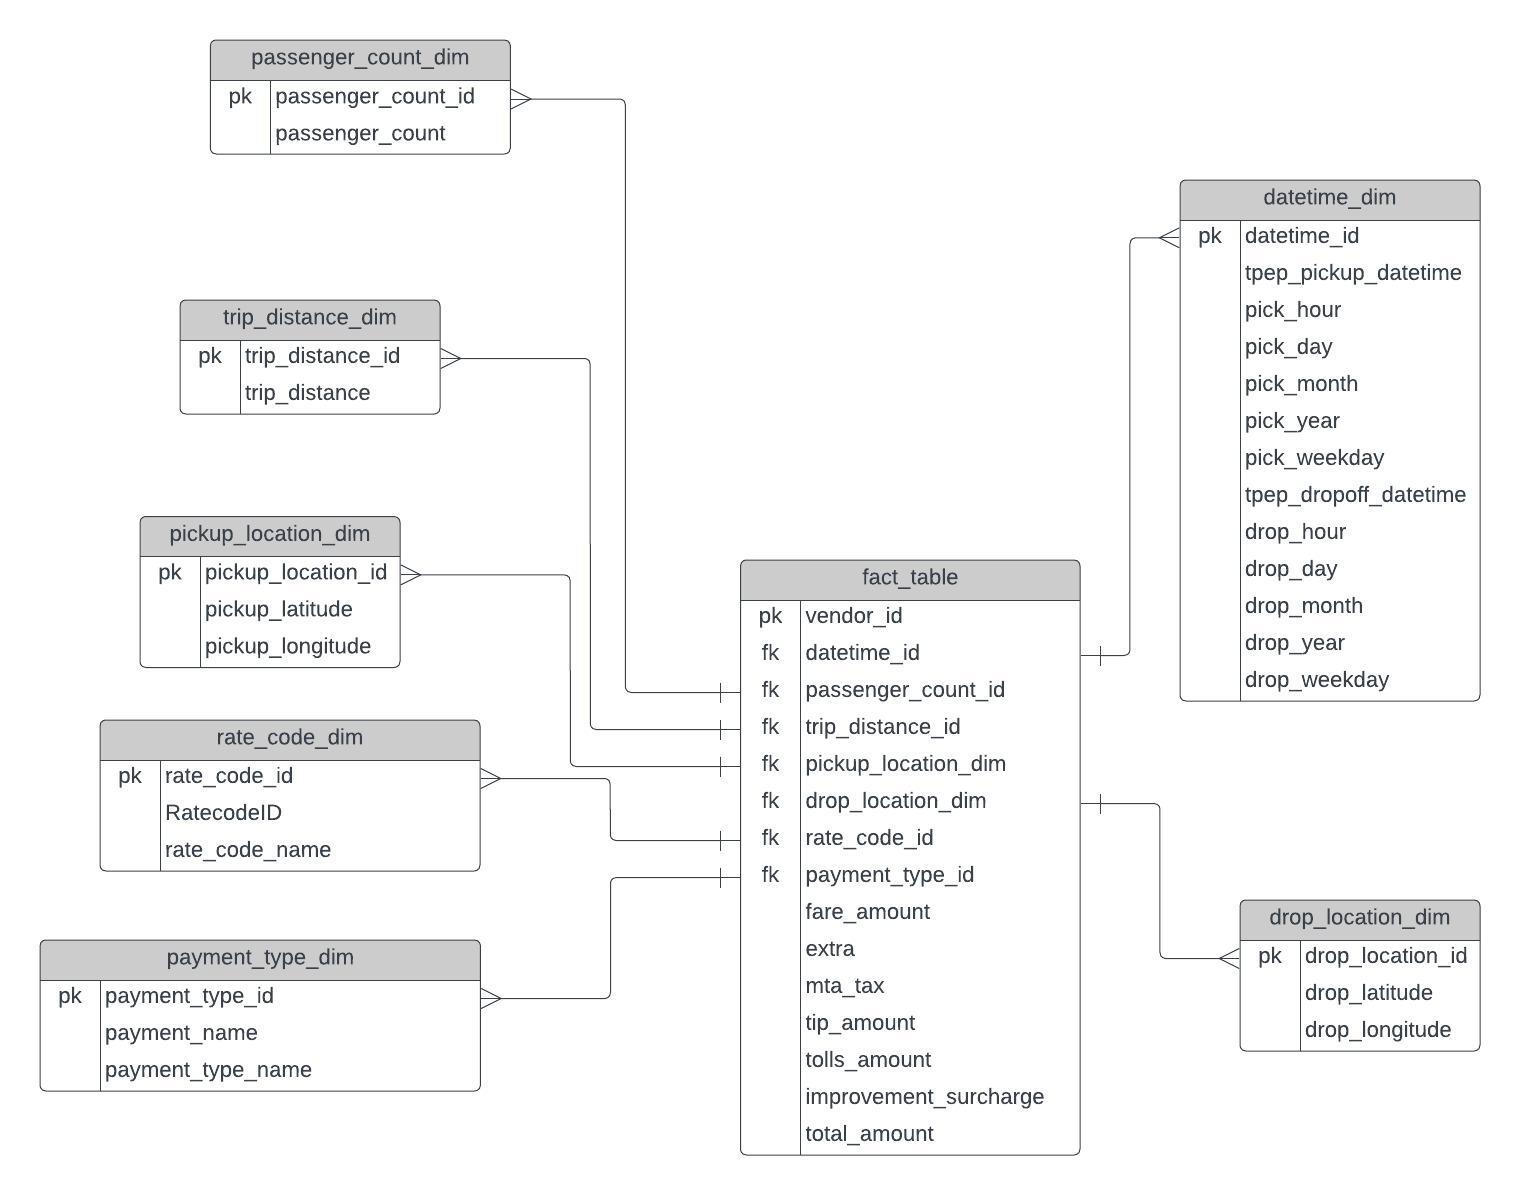 passenger_count_dim
pk passenger_count_id
passenger_count
trip_distance_dim
pk trip_distance_id
trip_distance
pickup_location_dim
pk pickup_location_id
pickup_latitude
pickup_longitude
rate_code_dim
pk rate_code_id
RatecodeID
rate_code_name
payment_type_dim
pk payment_type_id
payment_name
payment_type_name
fact_table
pk vendor_id
fk datetime_id
fk passenger_count_id
fk trip_distance_id
fk pickup_location_dim
fk drop_location_dim
fk rate_code_id
fk payment_type_id
fare_amount
extra
mta_tax
tip_amount
tolls_amount
improvement_surcharge
total_amount
datetime_dim
pk datetime_id
tpep_pickup_datetime
pick_hour
pick_day
pick_month
pick_year
pick_weekday
tpep_dropoff_datetime
drop_hour
drop_day
drop_month
drop_year
drop_weekday
drop_location_dim
pk drop_location_id
drop_latitude
drop_longitude